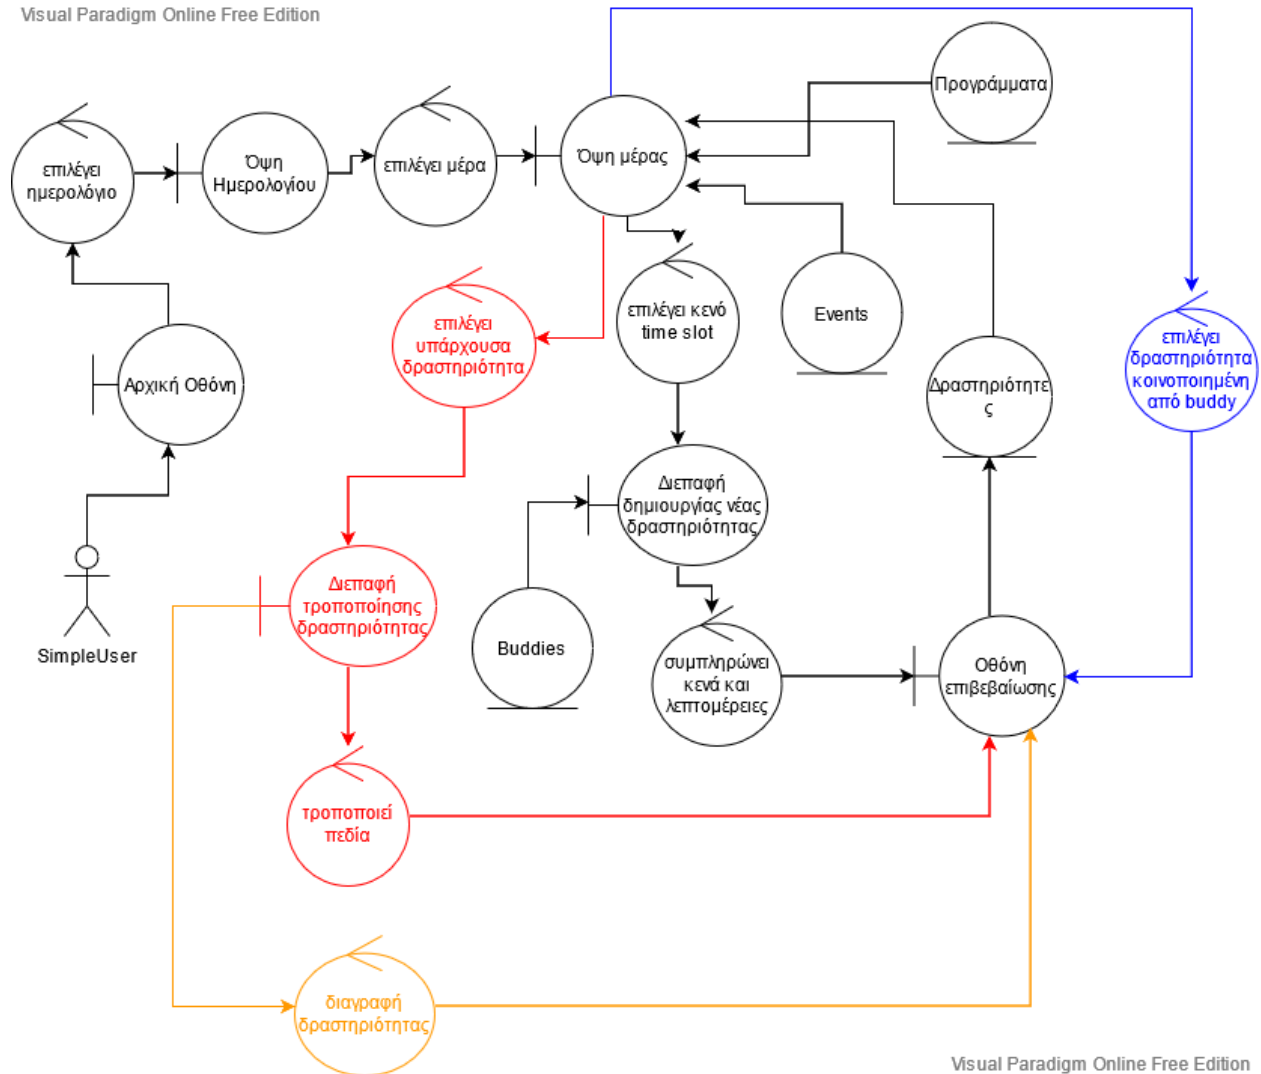 Visual Paradigm Online Free Edition
Προγράμματα
επιλέγει
ημερολόγιο
Όψη
Ημερολογίου
επιλέγει μέρα
Όψη μέρας
επιλέγει κενό
time slot
Events
επιλέγει
υπάρχουσα
δραστηριότητα
επιλέγει
δραστηριότητα
κοινοποιημένη
από buddy
Αρχική Οθόνη
Δραστηριότητε
ς
Διεπαφή
δημιουργίας νέας
δραστηριότητας
Διεπαφή
τροποποίησης
δραστηριότητας
SimpleUser
Buddies
συμπληρώνει
κενά και
λεπτομέρειες
Οθόνη
επιβεβαίωσης
τροποποιεί
πεδία
διαγραφή
δραστηριότητας
Visual Paradigm Online Free Edition